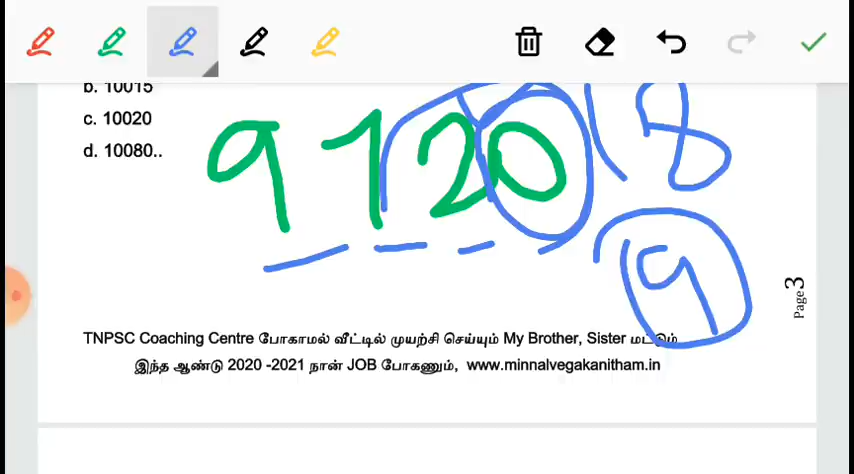 b. 10015
c. 10020
d. 10080..
9 1 2 0 18
9
Page 3
TNPSC Coaching Centre போகாமல் வீட்டில் முயற்சி செய்யும் My Brother, Sister மட்டும்
இந்த ஆண்டு 2020 -2021 நான் JOB போகணும், www.minnalvegakanitham.in